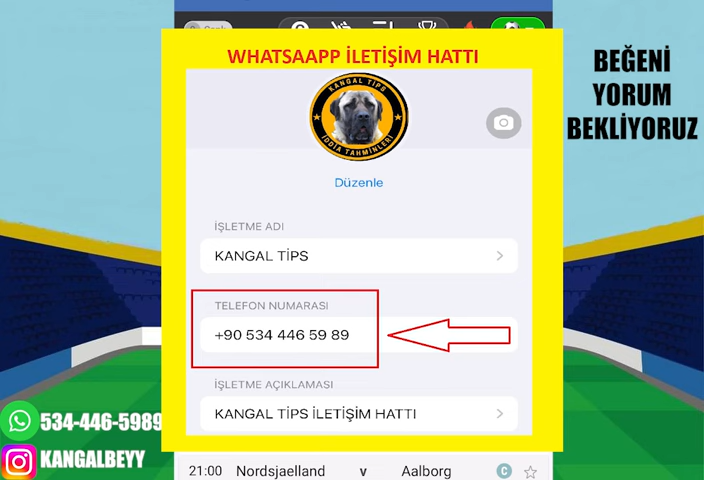 WHATSAAPP İLETİŞİM HATTI
KANGAL TIPS
İDDİA TAHMİNLERİ
Düzenle
İŞLETME ADI
KANGAL TİPS
TELEFON NUMARASI
+90 534 446 59 89
İŞLETME AÇIKLAMASI
KANGAL TİPS İLETİŞİM HATTI
BEĞENİ
YORUM
BEKLİYORUZ
534-446-5989
KANGALBEYY
21:00 Nordsjaelland v Aalborg C